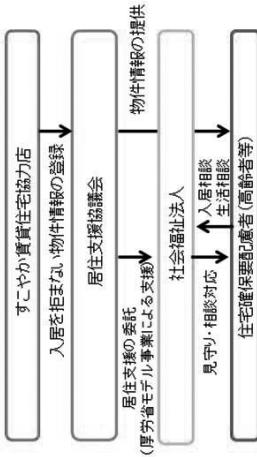 すこやか賃貸住宅協力店
入居を拒まない物件情報の登録
居住支援協議会
居住支援の委託
(厚労省モデル事業による支援)
物件情報の提供
社会福祉法人
見守り・相談対応
入居相談
生活相談
住宅確保要配慮者(高齢者等)